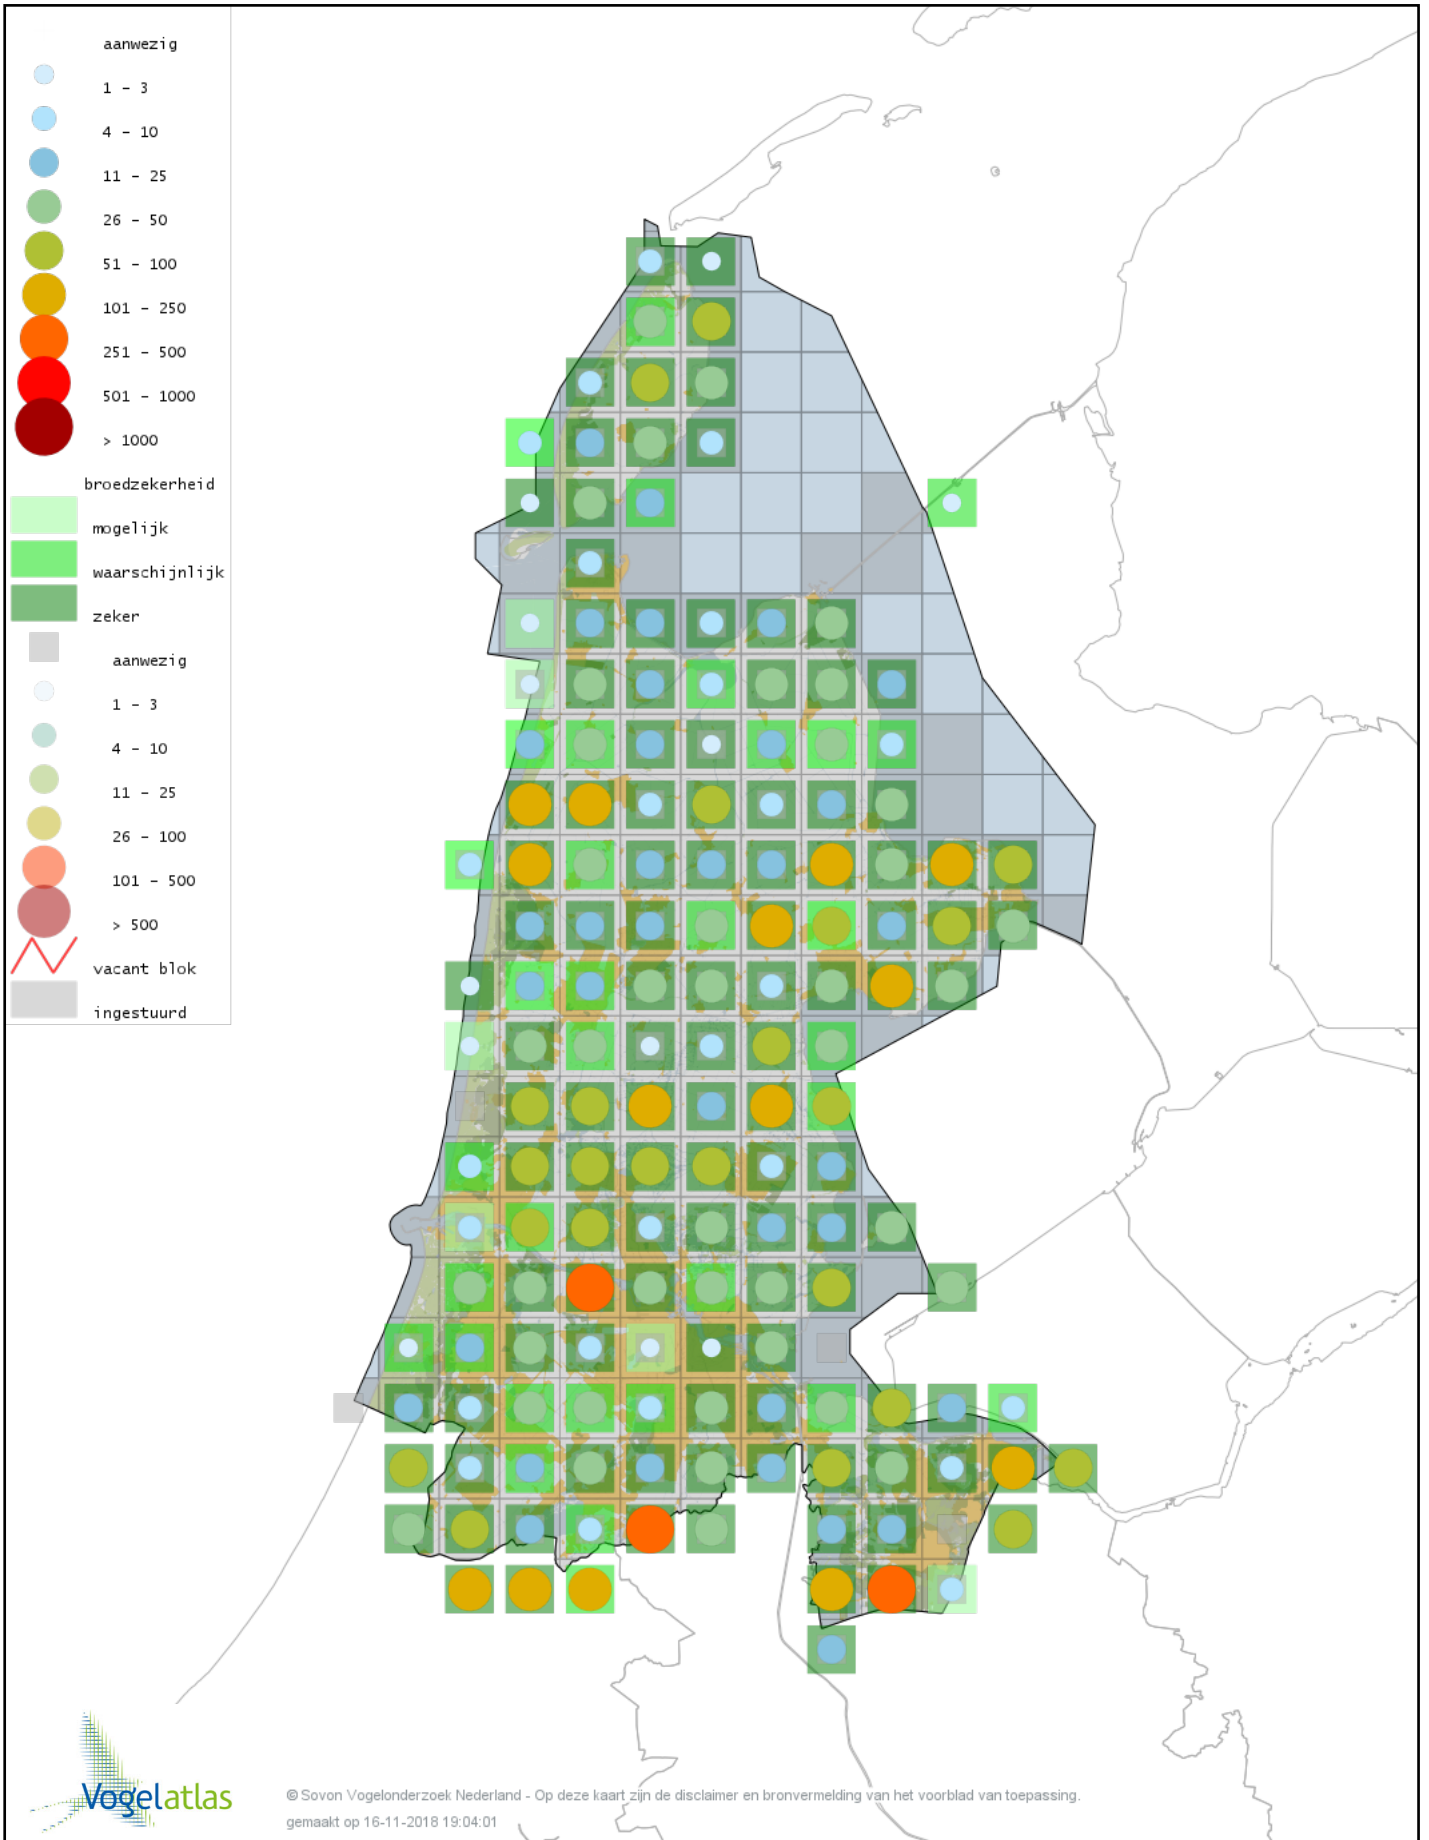 aanwezig
1 - 3
4 - 10
11 - 25
26 - 50
51 - 100
101 - 250
251 - 500
501 - 1000
> 1000
broedzekerheid
mogelijk
waarschijnlijk
zeker
aanwezig
1 - 3
4 - 10
11 - 25
26 - 100
101 - 500
> 500
vacant blok
ingestuurd
Vogelatlas
© Sovon Vogelonderzoek Nederland - Op deze kaart zijn de disclaimer en bronvermelding van het voorblad van toepassing.
gemaakt op 16-11-2018 19:04:01